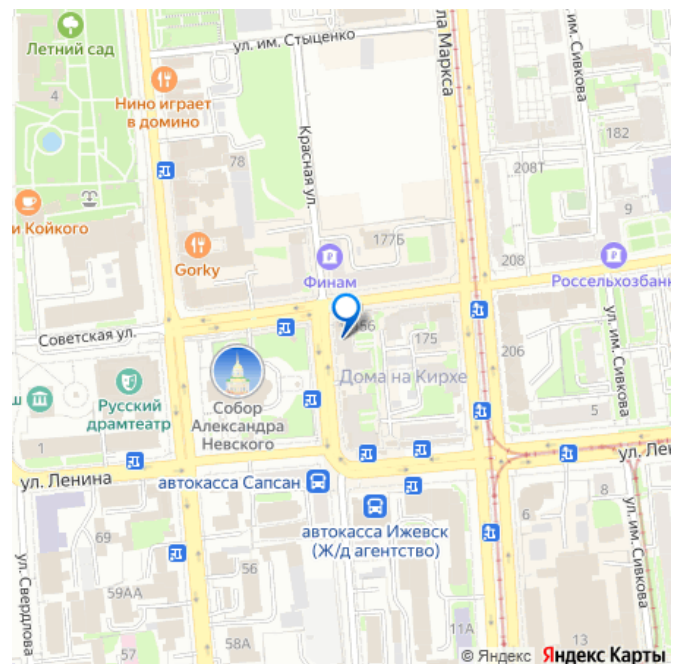 Летний сад
ул. им. Стыценко
ла Маркса
ул. им. Сивкова
4
Нино играет
в домино
Красная ул.
182
78
208Т
и Койкого
9
Gorky
177Б
Финам
208
Россельхозбанк
Советская ул.
175
206
ул. им. Сивкова
Дома на Кирхе
ш
Русский
драмтеатр
Собор
Александра
Невского
5
1
ул. Ленина
ул. Лен
автокасса Сапсан
автокасса Ижевск
(Ж/д агентство)
8
6
69
ул. Свердлова
56
59АА
ул. им. Сивкова
57
58А
11А
13
© Яндекс Яндекс Карты